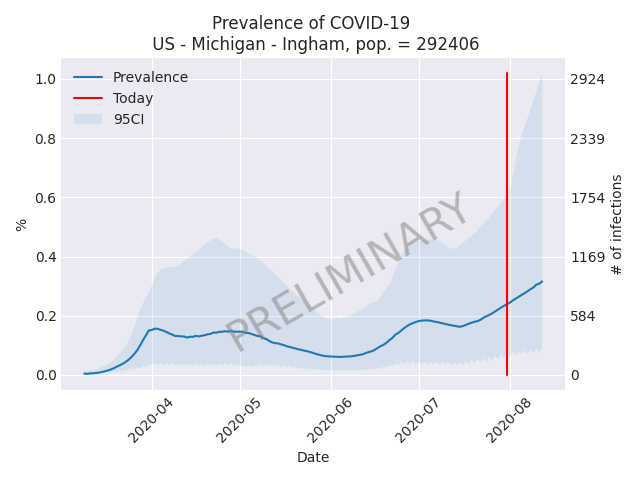 Prevalence of COVID-19
US - Michigan - Ingham, pop. = 292406
Prevalence
Today
95CI
PRELIMINARY
%
1.0
0.8
0.6
0.4
0.2
0.0
2924
2339
1754
1169
584
0
# of infections
2020-04
2020-05
2020-06
2020-07
2020-08
Date